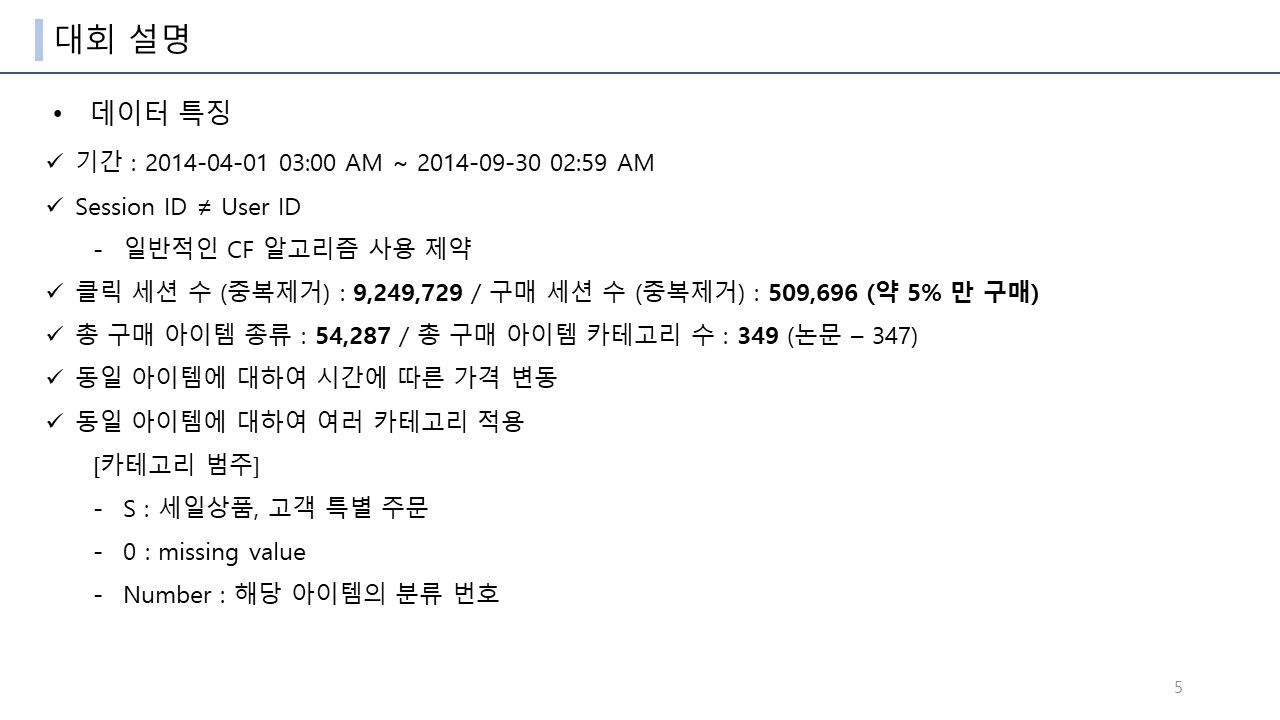 대회 설명
• 데이터 특징
✓ 기간 : 2014-04-01 03:00 AM ~ 2014-09-30 02:59 AM
✓ Session ID ≠ User ID
- 일반적인 CF 알고리즘 사용 제약
✓ 클릭 세션 수 (중복제거) : 9,249,729 / 구매 세션 수 (중복제거) : 509,696 (약 5% 만 구매)
✓ 총 구매 아이템 종류 : 54,287 / 총 구매 아이템 카테고리 수 : 349 (논문 – 347)
✓ 동일 아이템에 대하여 시간에 따른 가격 변동
✓ 동일 아이템에 대하여 여러 카테고리 적용
[카테고리 범주]
- S : 세일상품, 고객 특별 주문
- 0 : missing value
- Number : 해당 아이템의 분류 번호
5